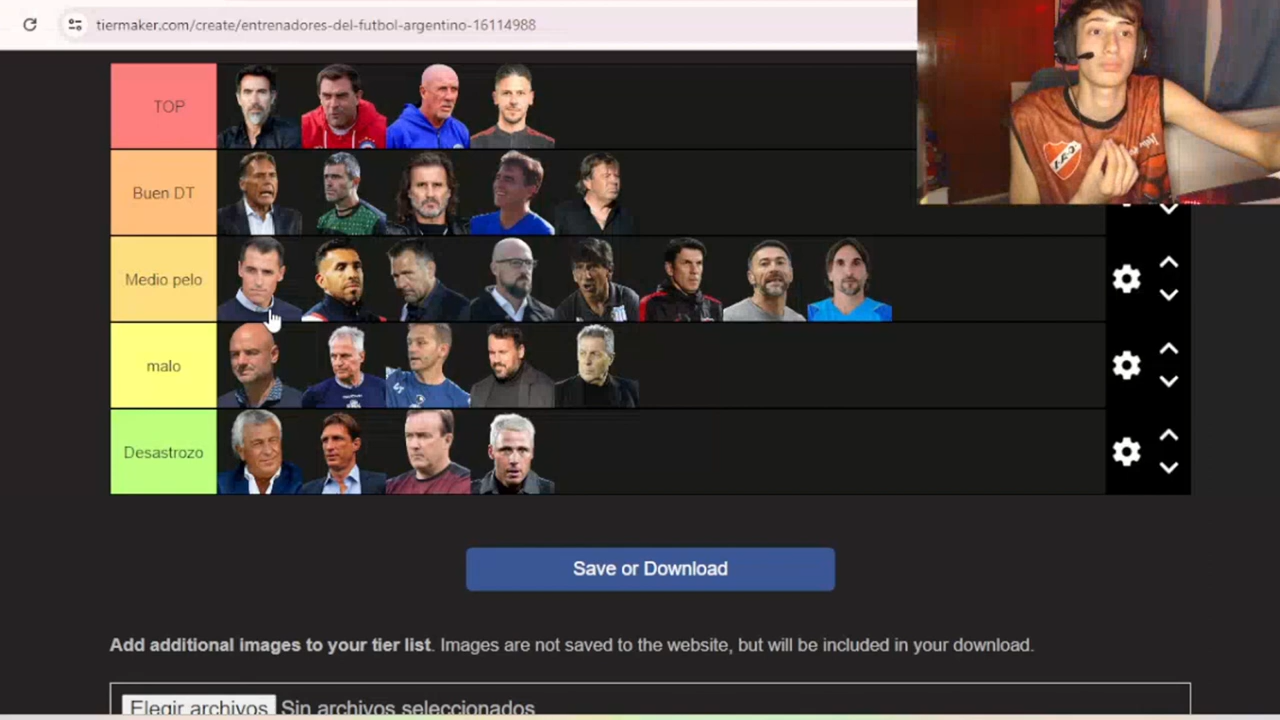 tiermaker.com/create/entrenadores-del-futbol-argentino-16114988
TOP
Buen DT
Medio pelo
malo
Desastrozo
Save or Download
Add additional images to your tier list. Images are not saved to the website, but will be included in your download.
Elegir archivos Sin archivos seleccionados